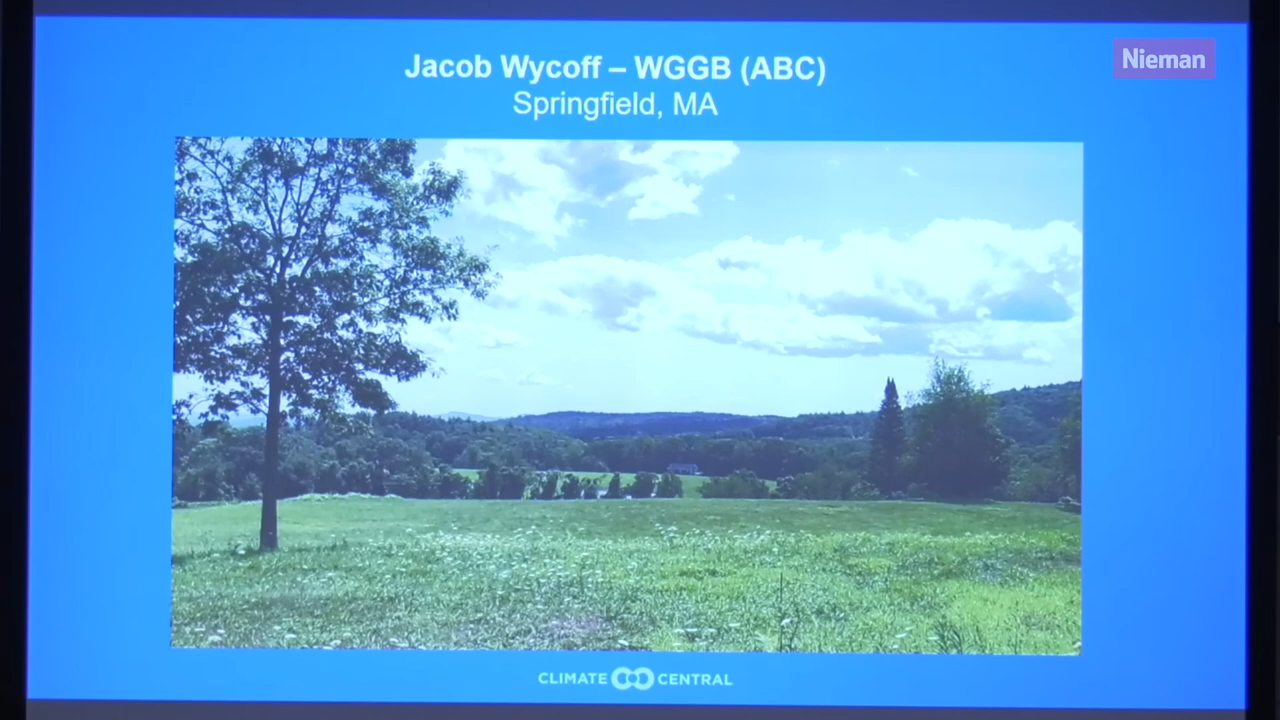 Jacob Wycoff – WGGB (ABC)
Nieman
Springfield, MA
CLIMATE CENTRAL